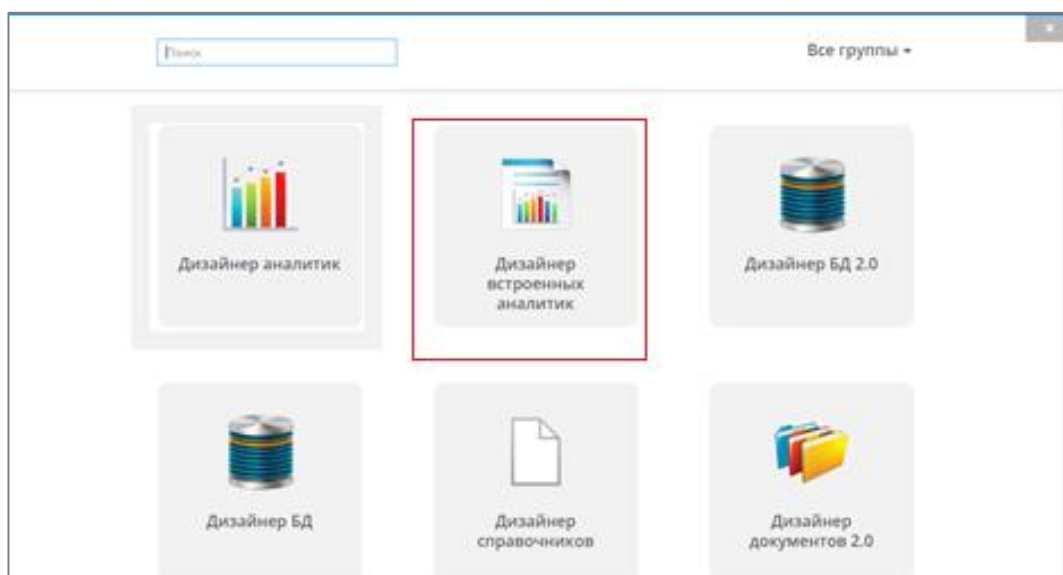 Поиск
Все группы
Дизайнер аналитик
Дизайнер
встроенных
аналитик
Дизайнер БД 2.0
Дизайнер БД
Дизайнер
справочников
Дизайнер
документов 2.0